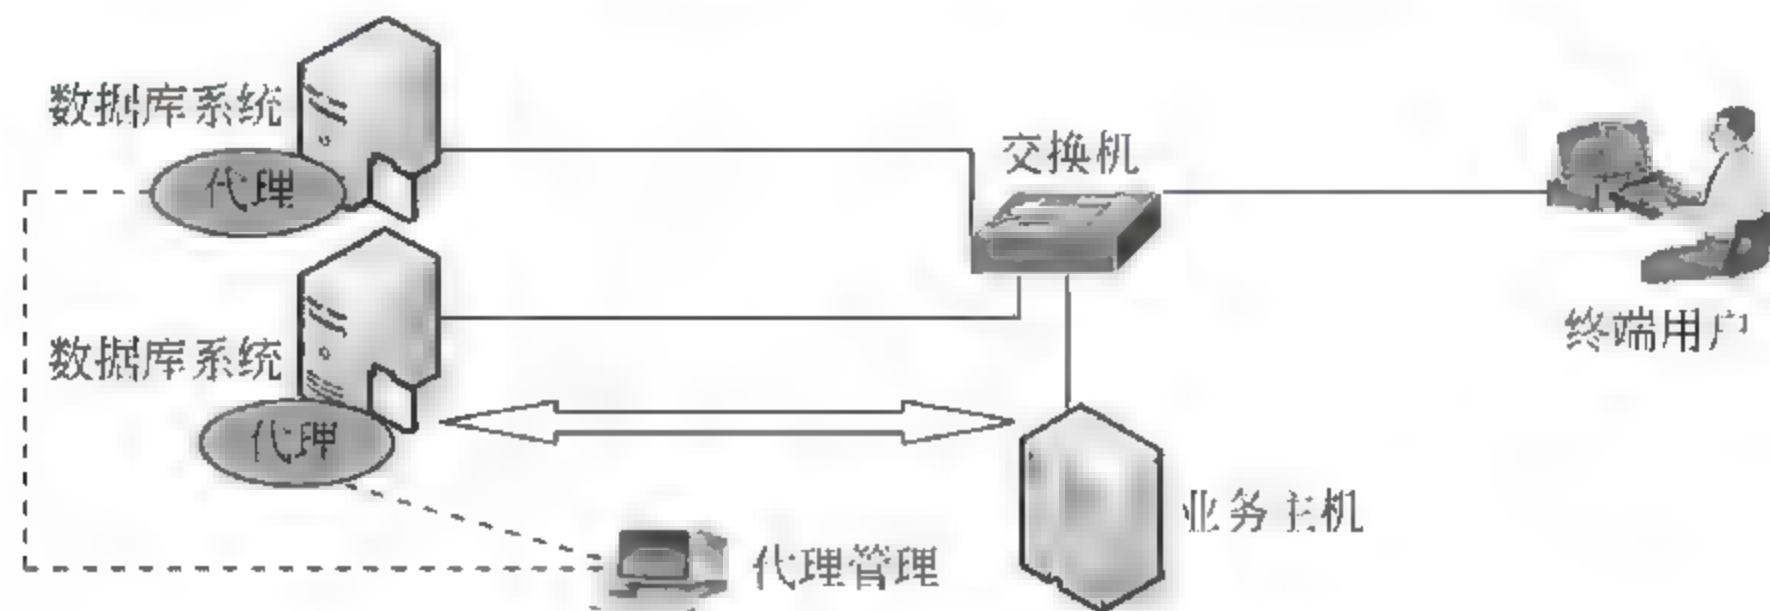 数据库系统
代理
交换机
终端用户
数据库系统
代理
业务主机
代理管理